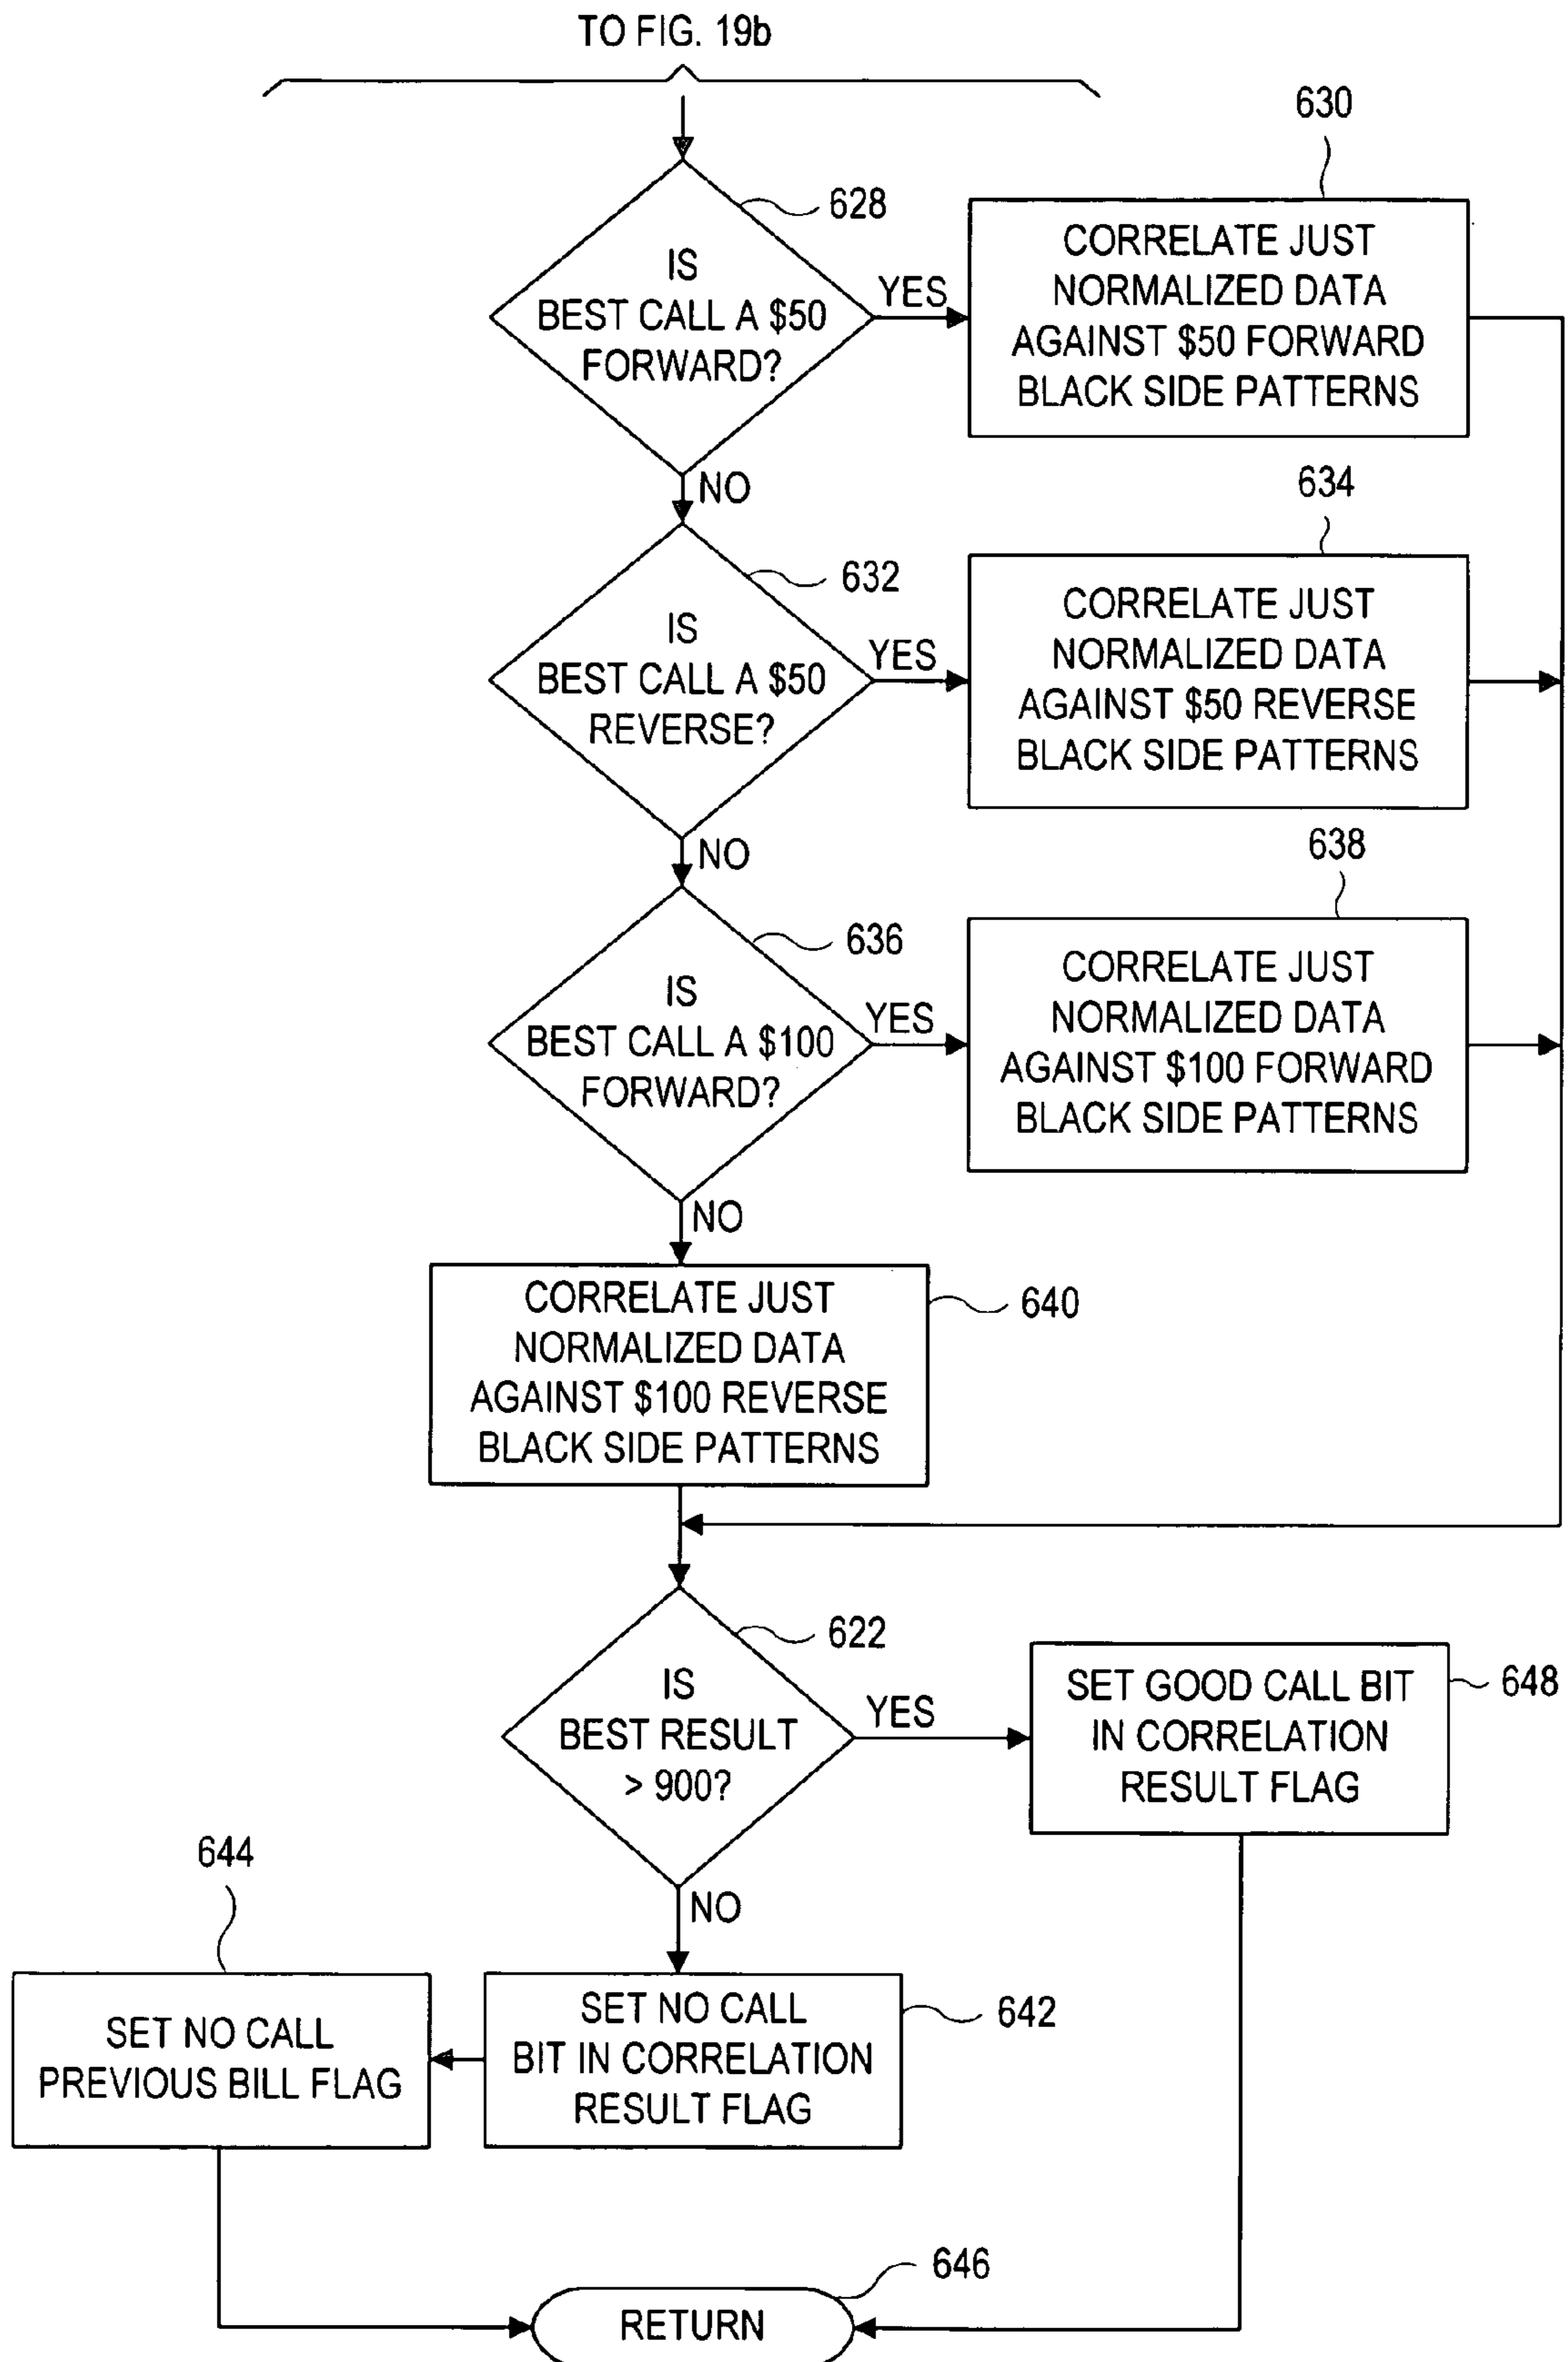 TO FIG. 19b
630
628
IS
BEST CALL A $50
FORWARD?
YES
CORRELATE JUST
NORMALIZED DATA
AGAINST $50 FORWARD
BLACK SIDE PATTERNS
NO
634
632
IS
BEST CALL A $50
REVERSE?
YES
CORRELATE JUST
NORMALIZED DATA
AGAINST $50 REVERSE
BLACK SIDE PATTERNS
NO
638
636
IS
BEST CALL A $100
FORWARD?
YES
CORRELATE JUST
NORMALIZED DATA
AGAINST $100 FORWARD
BLACK SIDE PATTERNS
NO
CORRELATE JUST
NORMALIZED DATA
AGAINST $100 REVERSE
BLACK SIDE PATTERNS
640
622
IS
BEST RESULT
> 900?
YES
SET GOOD CALL BIT
IN CORRELATION
RESULT FLAG
648
NO
644
SET NO CALL
PREVIOUS BILL FLAG
SET NO CALL
BIT IN CORRELATION
RESULT FLAG
642
646
RETURN